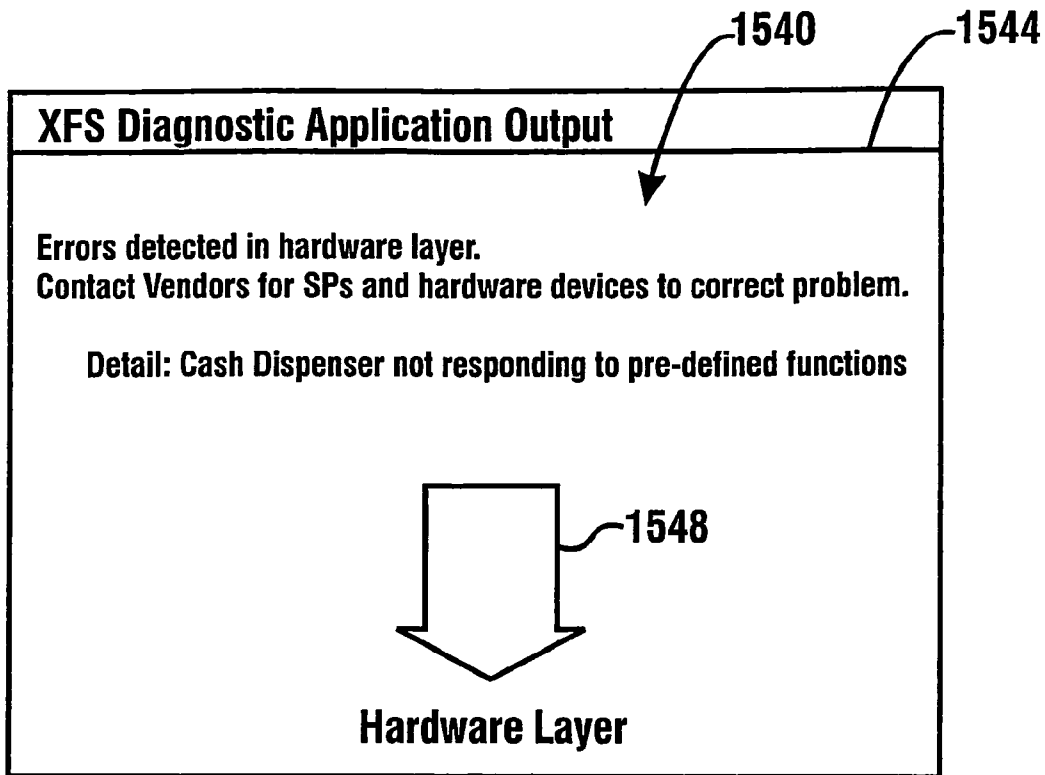 1540
1544
XFS Diagnostic Application Output
Errors detected in hardware layer.
Contact Vendors for SPs and hardware devices to correct problem.
Detail: Cash Dispenser not responding to pre-defined functions
1548
Hardware Layer